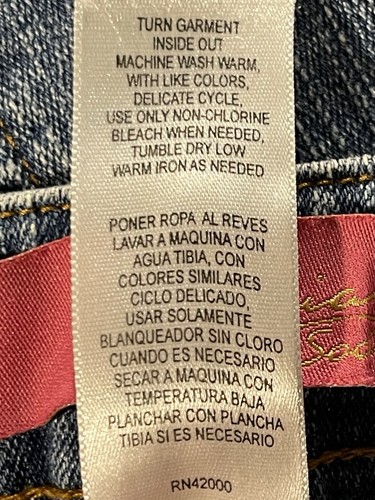 TURN GARMENT
INSIDE OUT
MACHINE WASH WARM,
WITH LIKE COLORS,
DELICATE CYCLE,
USE ONLY NON-CHLORINE
BLEACH WHEN NEEDED,
TUMBLE DRY LOW
WARM IRON AS NEEDED
PONER ROPA AL REVES
LAVAR A MAQUINA CON
AGUA TIBIA, CON
COLORES SIMILARES
CICLO DELICADO,
USAR SOLAMENTE
BLANQUEADOR SIN CLORO
CUANDO ES NECESARIO
SECAR A MAQUINA CON
TEMPERATURA BAJA
PLANCHAR CON PLANCHA
TIBIA SI ES NECESARIO
RN42000